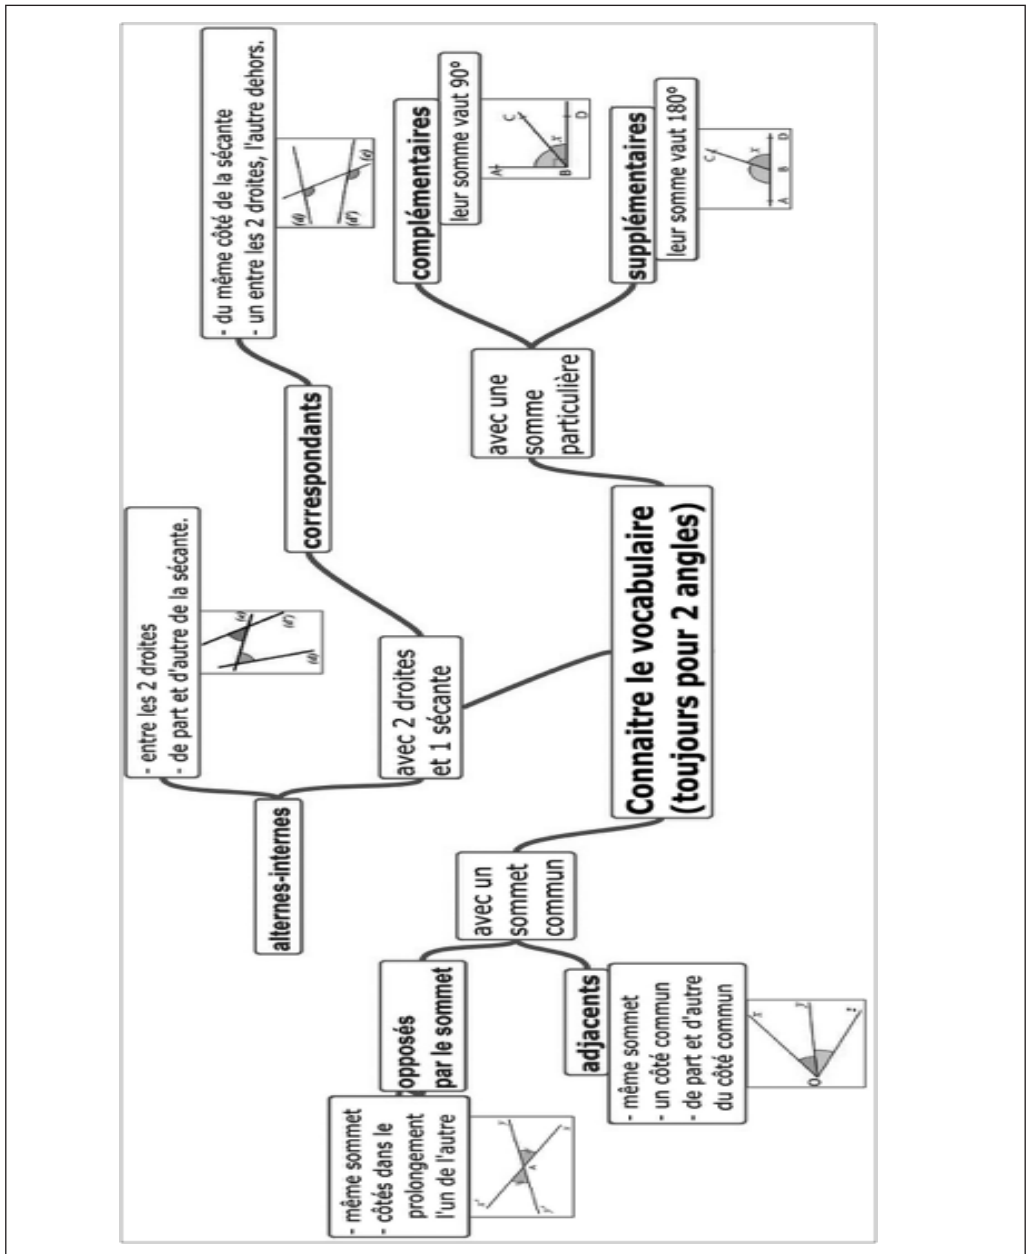 Connaitre le vocabulaire
(toujours pour 2 angles)
avec un
sommet
commun
opposés
par le sommet
- même sommet
- côtés dans le
prolongement
l'un de l'autre
x'
y
A
y'
x
adjacents
- même sommet
- un côté commun
- de part et d'autre
du côté commun
x
y
O
z
avec 2 droites
et 1 sécante
alternes-internes
- entre les 2 droites
- de part et d'autre de la sécante.
(e)
(d')
(d)
correspondants
- du même côté de la sécante
- un entre les 2 droites, l'autre dehors.
(d)
(d')
(e)
avec une
somme
particulière
complémentaires
leur somme vaut 90°
A
C
x
B
D
supplémentaires
leur somme vaut 180°
C
x
A B D